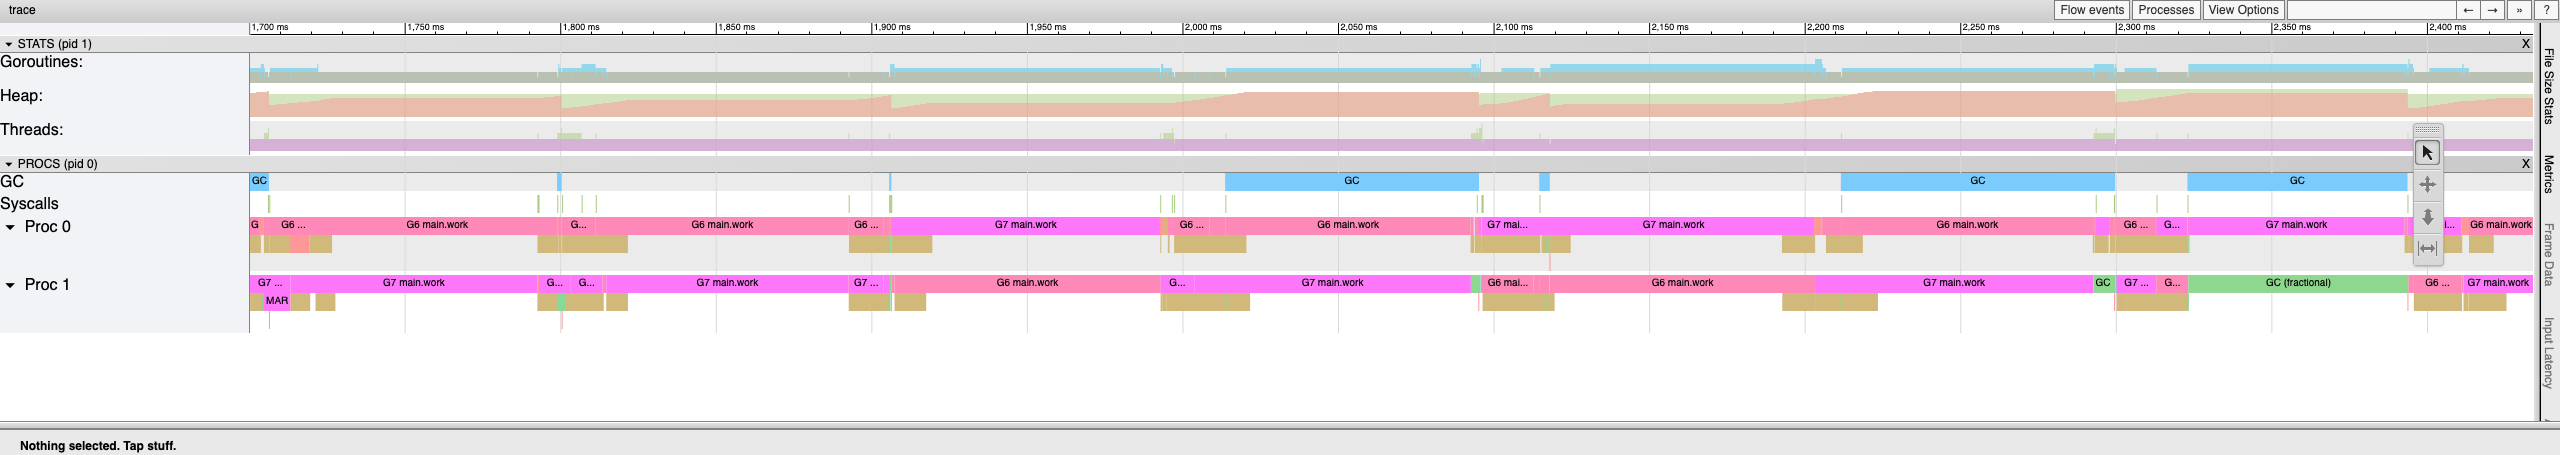 trace
Flow events Processes View Options ← → » ?
1,700 ms 1,750 ms 1,800 ms 1,850 ms 1,900 ms 1,950 ms 2,000 ms 2,050 ms 2,100 ms 2,150 ms 2,200 ms 2,250 ms 2,300 ms 2,350 ms 2,400 ms
STATS (pid 1) X
Goroutines:
Heap:
Threads:
PROCS (pid 0) X
GC GC GC GC GC
Syscalls
Proc 0 G G6 ... G6 main.work G... G6 main.work G6 ... G7 main.work G6 ... G6 main.work G7 mai... G7 main.work G6 main.work G6 ... G... G7 main.work i... G6 main.work
Proc 1 G7 ... G7 main.work G... G... G7 main.work G7 ... G6 main.work G... G7 main.work G6 mai... G6 main.work G7 main.work GC G7 ... G... GC (fractional) G6 ... G7 main.work
MAR
Nothing selected. Tap stuff.
File Size Stats
Metrics
Frame Data
Input Latency